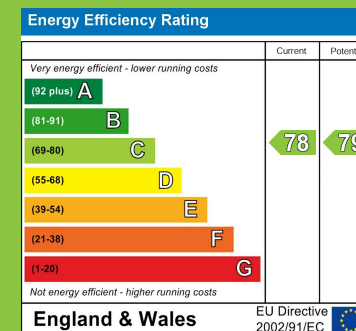 Energy Efficiency Rating
Current
Very energy efficient - lower running costs
(92 plus) A
(81-91) B
(69-80) C
78
79
(55-68) D
(39-54) E
(21-38) F
(1-20) G
Not energy efficient - higher running costs
England & Wales
EU Directive
2002/91/EC